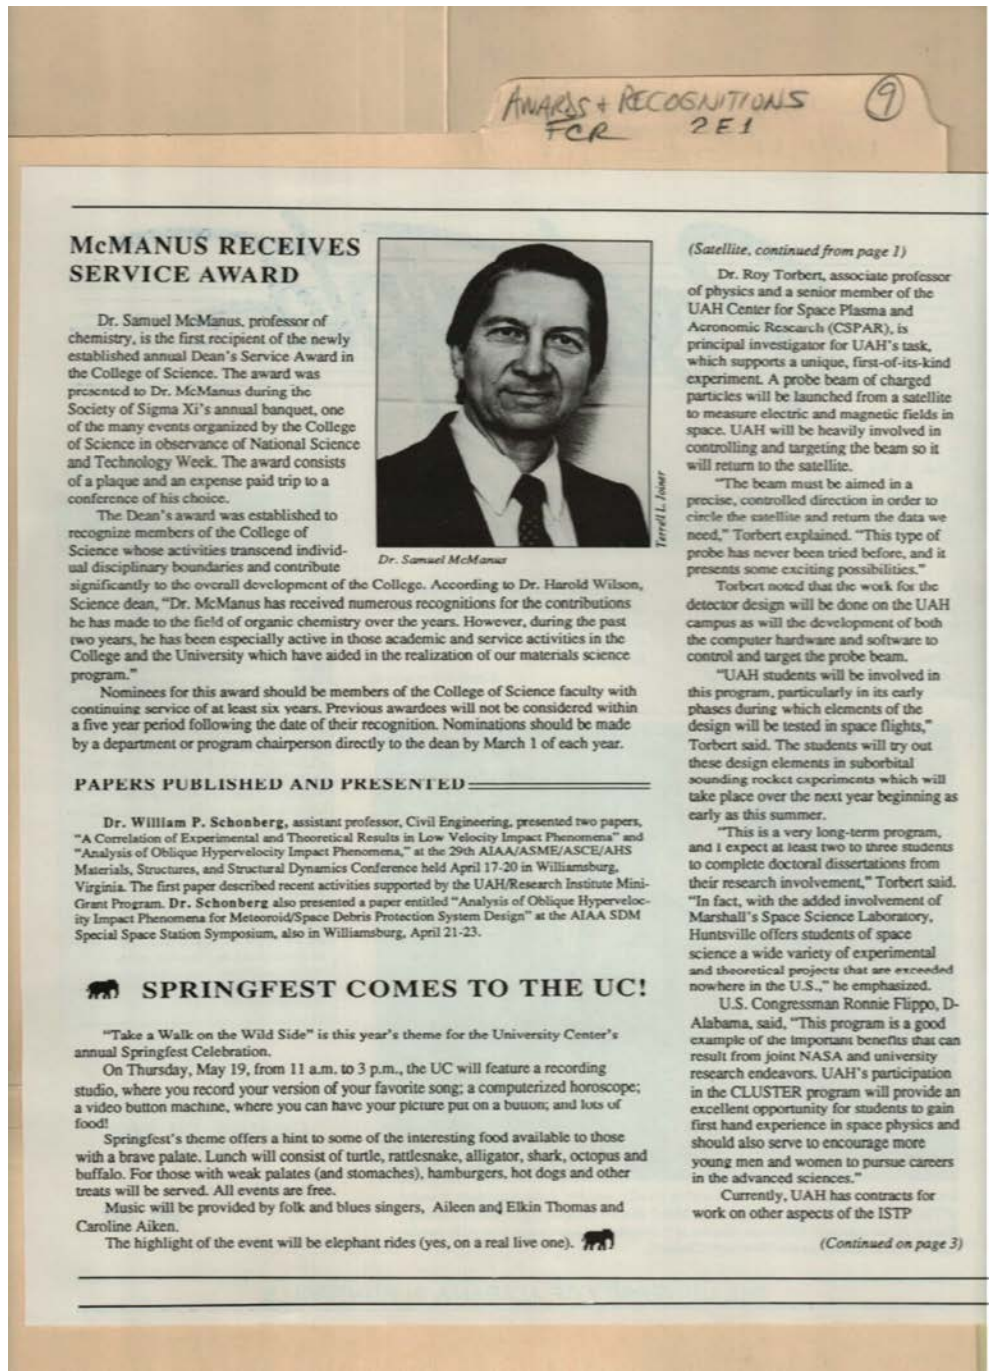 AWARDS + RECOGNITIONS
FCR 2E1
9
McMANUS RECEIVES
SERVICE AWARD
Dr. Samuel McManus, professor of
chemistry, is the first recipient of the newly
established annual Dean's Service Award in
the College of Science. The award was
presented to Dr. McManus during the
Society of Sigma Xi's annual banquet, one
of the many events organized by the College
of Science in observance of National Science
and Technology Week. The award consists
of a plaque and an expense paid trip to a
conference of his choice.
The Dean's award was established to
recognize members of the College of
Science whose activities transcend individ-
ual disciplinary boundaries and contribute
significantly to the overall development of the College. According to Dr. Harold Wilson,
Science dean, "Dr. McManus has received numerous recognitions for the contributions
he has made to the field of organic chemistry over the years. However, during the past
two years, he has been especially active in those academic and service activities in the
College and the University which have aided in the realization of our materials science
program."
Nominees for this award should be members of the College of Science faculty with
continuing service of at least six years. Previous awardees will not be considered within
a five year period following the date of their recognition. Nominations should be made
by a department or program chairperson directly to the dean by March 1 of each year.
Terrell L. Joiner
Dr. Samuel McManus
PAPERS PUBLISHED AND PRESENTED
Dr. William P. Schonberg, assistant professor, Civil Engineering, presented two papers,
"A Correlation of Experimental and Theoretical Results in Low Velocity Impact Phenomena" and
"Analysis of Oblique Hypervelocity Impact Phenomena," at the 29th AIAA/ASME/ASCE/AHS
Materials, Structures, and Structural Dynamics Conference held April 17-20 in Williamsburg,
Virginia. The first paper described recent activities supported by the UAH/Research Institute Mini-
Grant Program. Dr. Schonberg also presented a paper entitled "Analysis of Oblique Hyperveloc-
ity Impact Phenomena for Meteoroid/Space Debris Protection System Design" at the AIAA SDM
Special Space Station Symposium, also in Williamsburg, April 21-23.
SPRINGFEST COMES TO THE UC!
"Take a Walk on the Wild Side" is this year's theme for the University Center's
annual Springfest Celebration.
On Thursday, May 19, from 11 a.m. to 3 p.m., the UC will feature a recording
studio, where you record your version of your favorite song; a computerized horoscope;
a video button machine, where you can have your picture put on a button; and lots of
food!
Springfest's theme offers a hint to some of the interesting food available to those
with a brave palate. Lunch will consist of turtle, rattlesnake, alligator, shark, octopus and
buffalo. For those with weak palates (and stomaches), hamburgers, hot dogs and other
treats will be served. All events are free.
Music will be provided by folk and blues singers, Aileen and Elkin Thomas and
Caroline Aiken.
The highlight of the event will be elephant rides (yes, on a real live one).
(Satellite, continued from page 1)
Dr. Roy Torbert, associate professor
of physics and a senior member of the
UAH Center for Space Plasma and
Aeronomic Research (CSPAR), is
principal investigator for UAH's task,
which supports a unique, first-of-its-kind
experiment. A probe beam of charged
particles will be launched from a satellite
to measure electric and magnetic fields in
space. UAH will be heavily involved in
controlling and targeting the beam so it
will return to the satellite.
"The beam must be aimed in a
precise, controlled direction in order to
circle the satellite and return the data we
need," Torbert explained. "This type of
probe has never been tried before, and it
presents some exciting possibilities."
Torbert noted that the work for the
detector design will be done on the UAH
campus as will the development of both
the computer hardware and software to
control and target the probe beam.
"UAH students will be involved in
this program, particularly in its early
phases during which elements of the
design will be tested in space flights,"
Torbert said. The students will try out
these design elements in suborbital
sounding rocket experiments which will
take place over the next year beginning as
early as this summer.
"This is a very long-term program,
and I expect at least two to three students
to complete doctoral dissertations from
their research involvement," Torbert said.
"In fact, with the added involvement of
Marshall's Space Science Laboratory,
Huntsville offers students of space
science a wide variety of experimental
and theoretical projects that are exceeded
nowhere in the U.S.," he emphasized.
U.S. Congressman Ronnie Flippo, D-
Alabama, said, "This program is a good
example of the important benefits that can
result from joint NASA and university
research endeavors. UAH's participation
in the CLUSTER program will provide an
excellent opportunity for students to gain
first hand experience in space physics and
should also serve to encourage more
young men and women to pursue careers
in the advanced sciences."
Currently, UAH has contracts for
work on other aspects of the ISTP
(Continued on page 3)